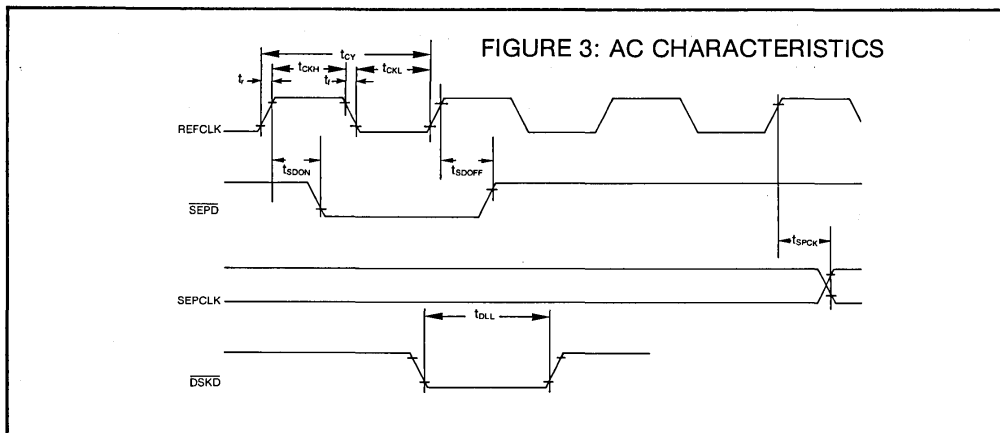 FIGURE 3: AC CHARACTERISTICS
tCY
tr
tCKH
tf
tCKL
REFCLK
tSDON
tSDOFF
SEPD
tSPCK
SEPCLK
tDLL
DSKD